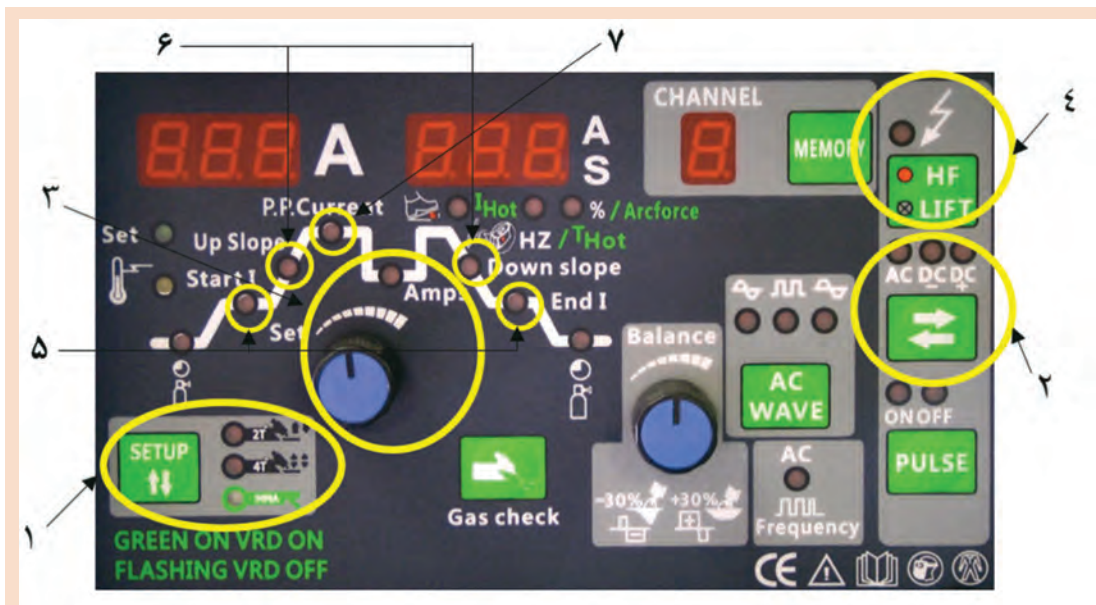 ۶
۷
CHANNEL
8
MEMORY
HF
LIFT
٤
888 A
888 A
S
۳
P.P.Current
IHot
% / Arcforce
Set
Up Slope
HZ / THot
Start I
Down slope
Amps
End I
AC DC DC
- +
Set
۵
Balance
AC
WAVE
۲
ON OFF
SETUP
2T
4T
MMA
Gas check
-30% +30%
AC
Frequency
PULSE
۱
GREEN ON VRD ON
FLASHING VRD OFF
CE